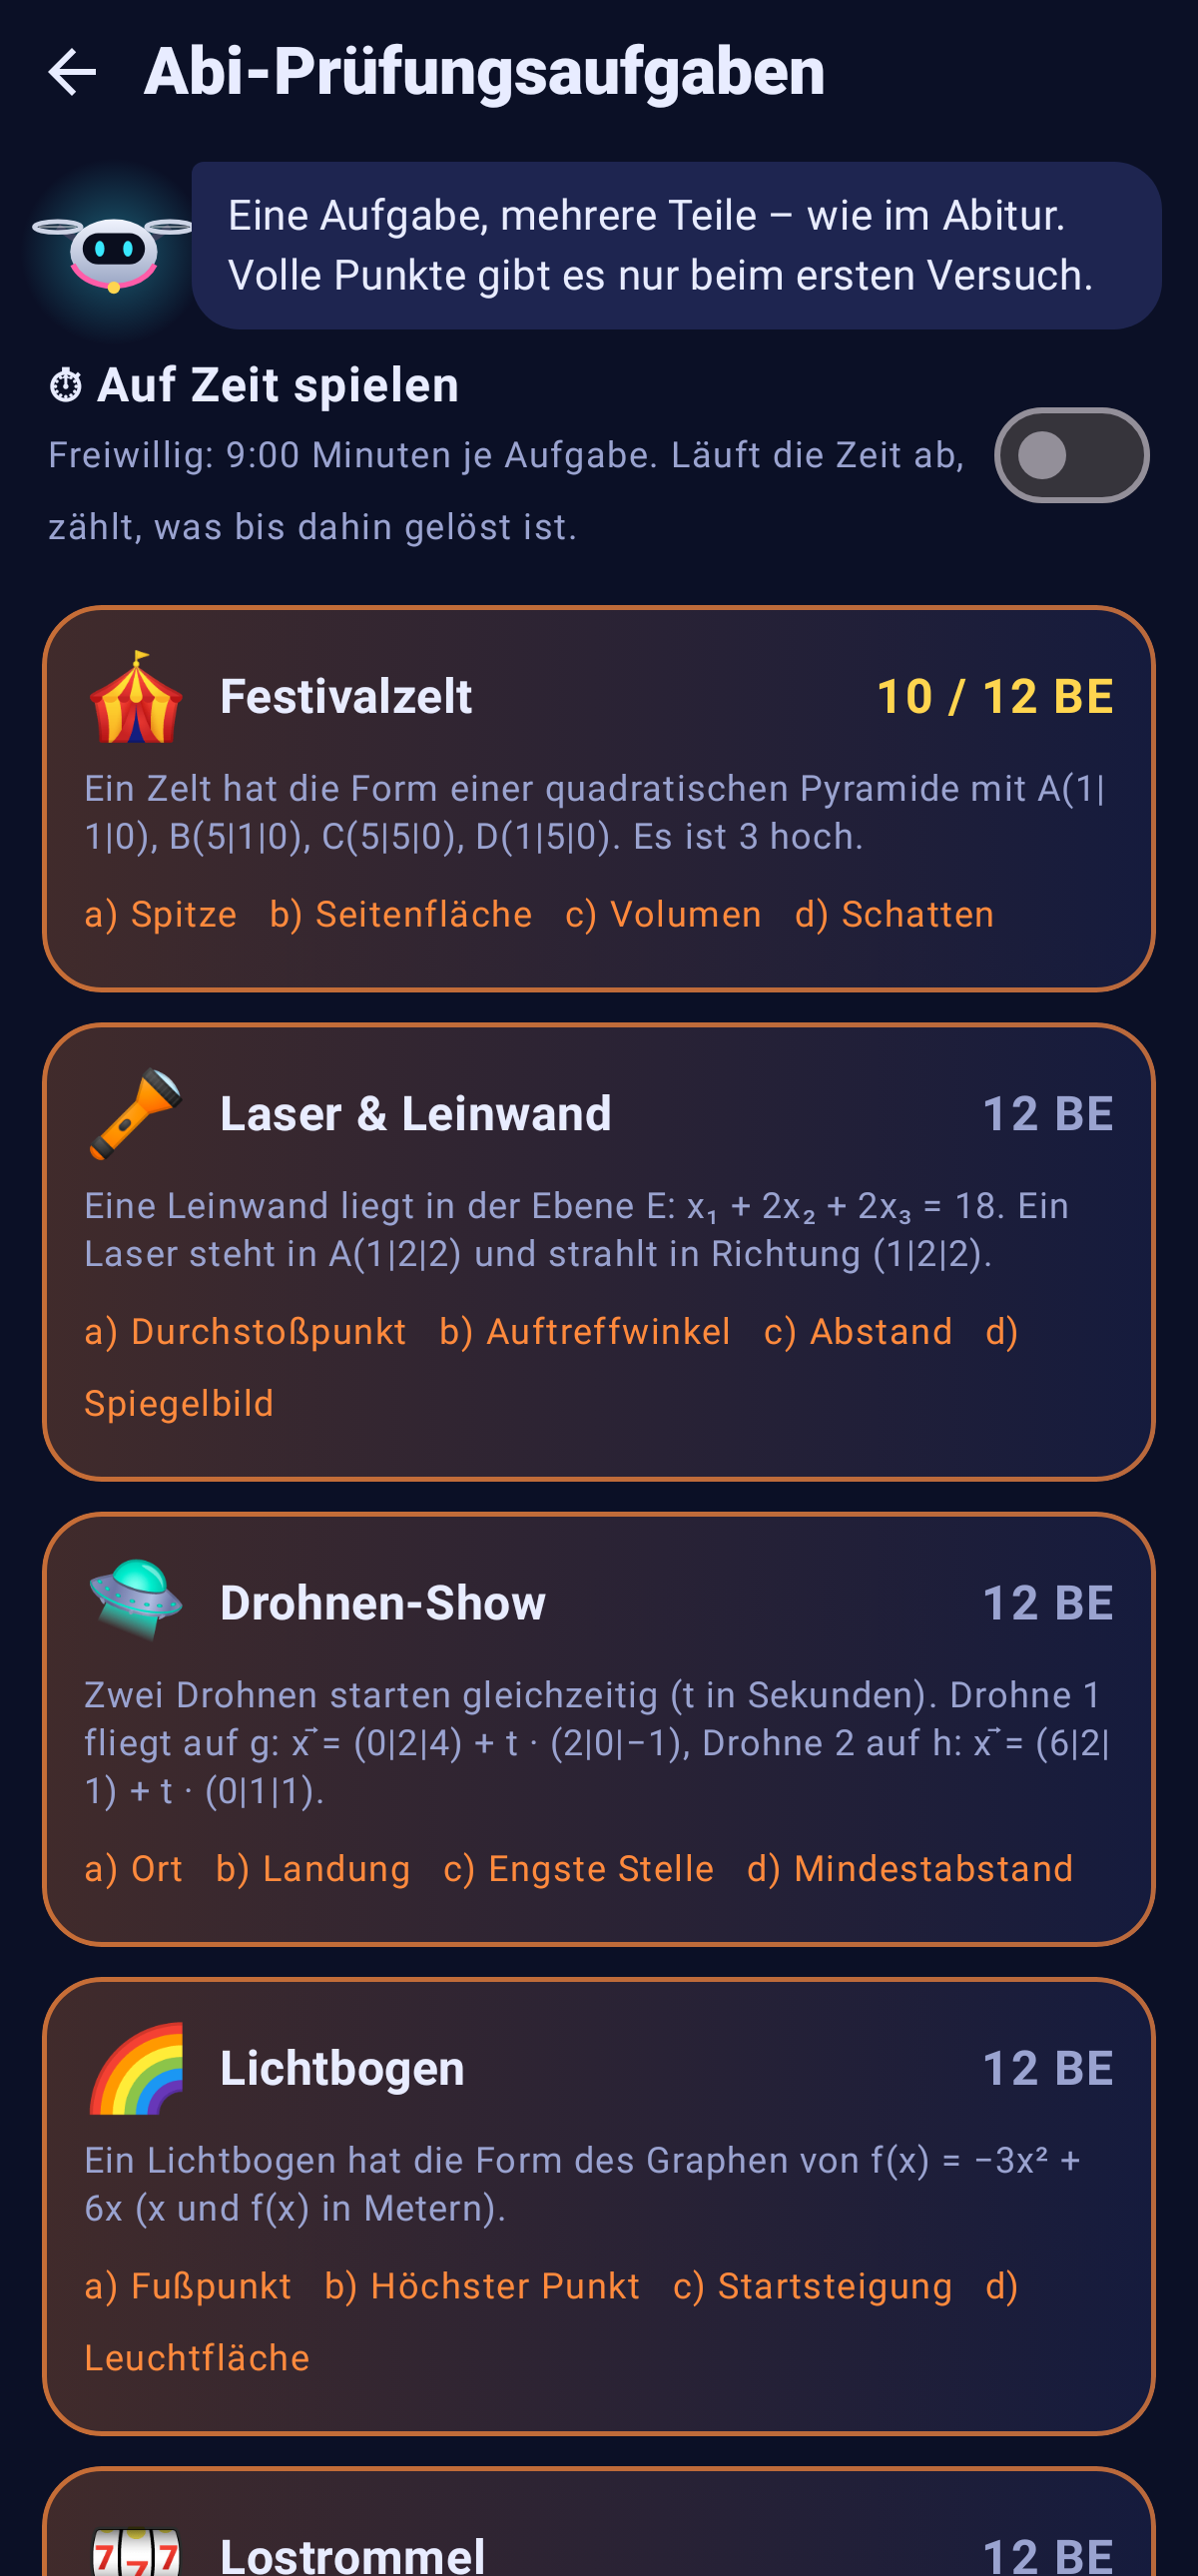 Abi-Prüfungsaufgaben
Eine Aufgabe, mehrere Teile – wie im Abitur.
Volle Punkte gibt es nur beim ersten Versuch.
⏱ Auf Zeit spielen
Freiwillig: 9:00 Minuten je Aufgabe. Läuft die Zeit ab,
zählt, was bis dahin gelöst ist.
Festivalzelt 10 / 12 BE
Ein Zelt hat die Form einer quadratischen Pyramide mit A(1|
1|0), B(5|1|0), C(5|5|0), D(1|5|0). Es ist 3 hoch.
a) Spitze b) Seitenfläche c) Volumen d) Schatten
Laser & Leinwand 12 BE
Eine Leinwand liegt in der Ebene E: x₁ + 2x₂ + 2x₃ = 18. Ein
Laser steht in A(1|2|2) und strahlt in Richtung (1|2|2).
a) Durchstoßpunkt b) Auftreffwinkel c) Abstand d)
Spiegelbild
Drohnen-Show 12 BE
Zwei Drohnen starten gleichzeitig (t in Sekunden). Drohne 1
fliegt auf g: x⃗ = (0|2|4) + t · (2|0|−1), Drohne 2 auf h: x⃗ = (6|2|
1) + t · (0|1|1).
a) Ort b) Landung c) Engste Stelle d) Mindestabstand
Lichtbogen 12 BE
Ein Lichtbogen hat die Form des Graphen von f(x) = −3x² +
6x (x und f(x) in Metern).
a) Fußpunkt b) Höchster Punkt c) Startsteigung d)
Leuchtfläche
7 7 7
Lostrommel 12 BE